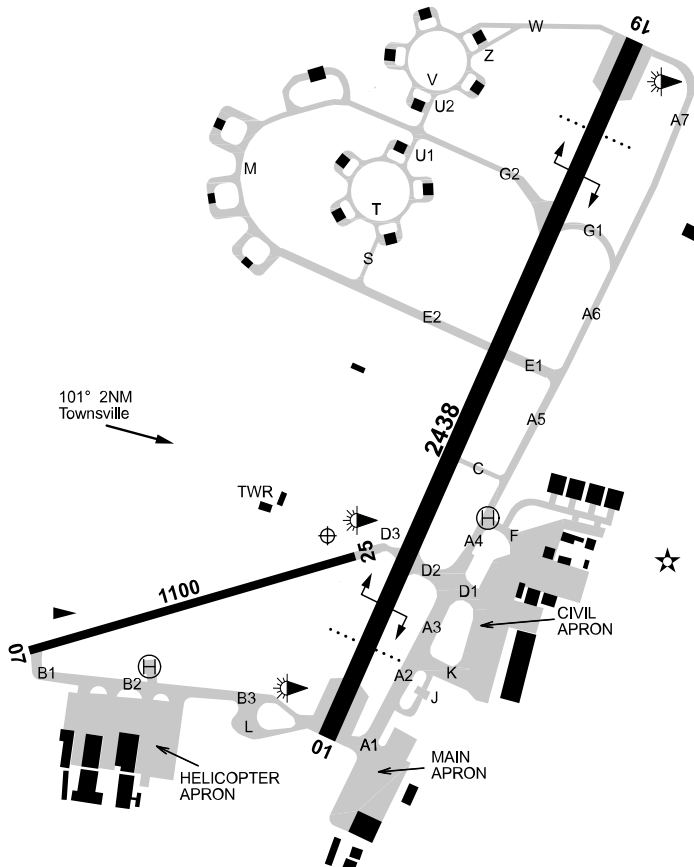 19
W
Z
V
U2
A7
U1
G2
M
T
G1
S
A6
E2
E1
101° 2NM
Townsville
2438
A5
C
TWR
H
D3
A4
F
25
D2
D1
1100
CIVIL
APRON
A3
07
H
K
B1
B2
A2
B3
J
L
01
A1
MAIN
APRON
HELICOPTER
APRON